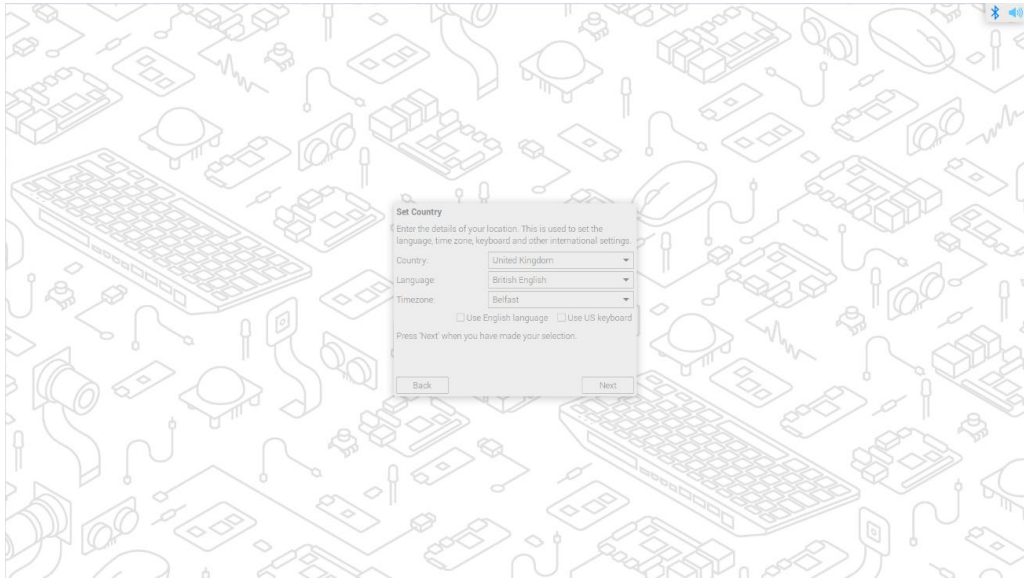 Set Country
Enter the details of your location. This is used to set the
language, time zone, keyboard and other international settings.
Country: United Kingdom
Language: British English
Timezone: Belfast
Use English language Use US keyboard
Press 'Next' when you have made your selection.
Back Next